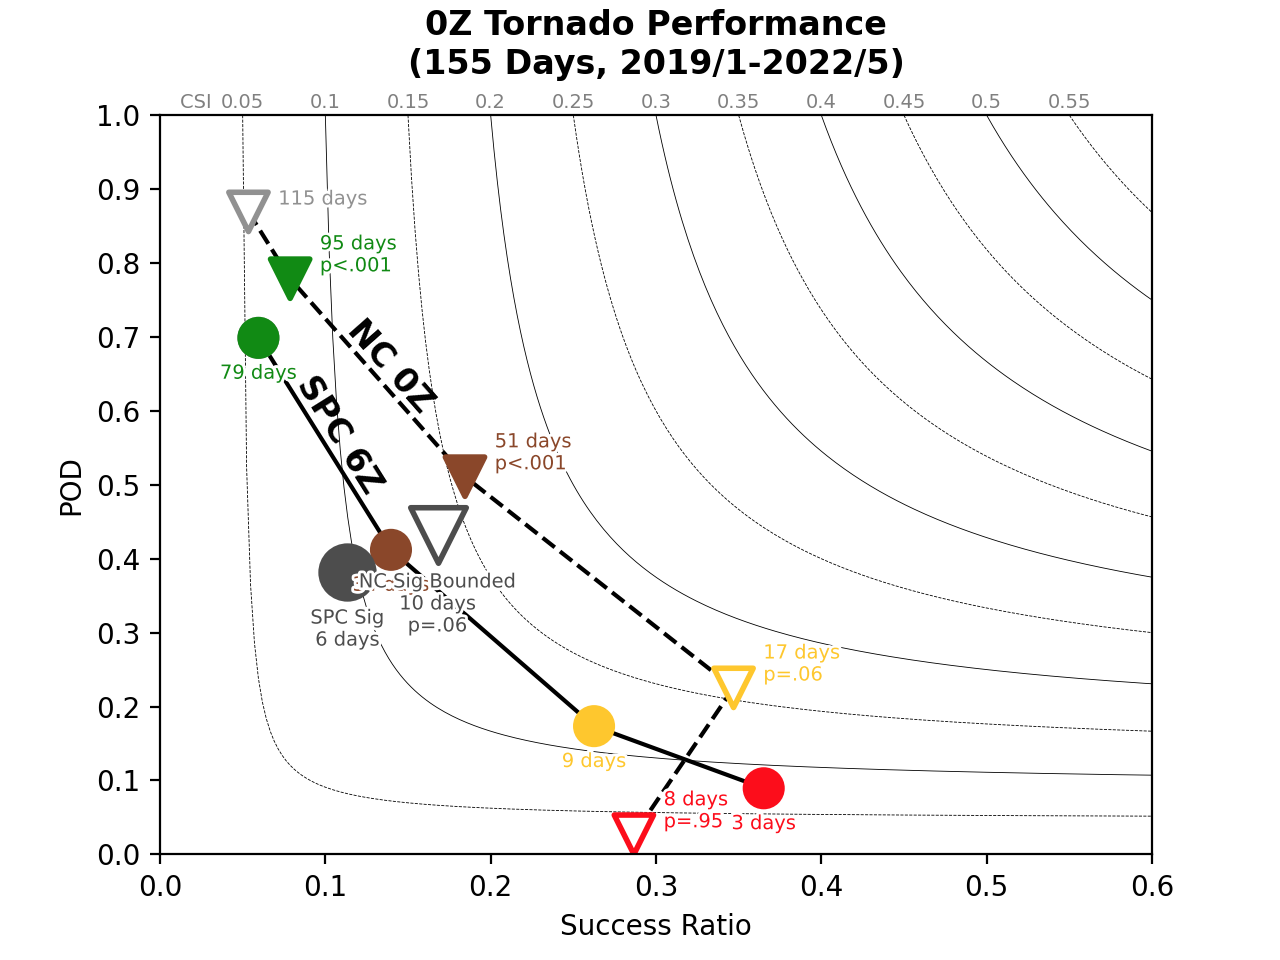 0Z Tornado Performance
(155 Days, 2019/1-2022/5)
CSI 0.05 0.1 0.15 0.2 0.25 0.3 0.35 0.4 0.45 0.5 0.55
1.0
0.9
0.8
0.7
0.6
0.5
0.4
0.3
0.2
0.1
0.0
POD
115 days
95 days
p<.001
79 days
NC 0Z
SPC 6Z
51 days
p<.001
NC Sig Bounded
10 days
p=.06
SPC Sig
6 days
17 days
p=.06
9 days
8 days
p=.95
3 days
0.0 0.1 0.2 0.3 0.4 0.5 0.6
Success Ratio